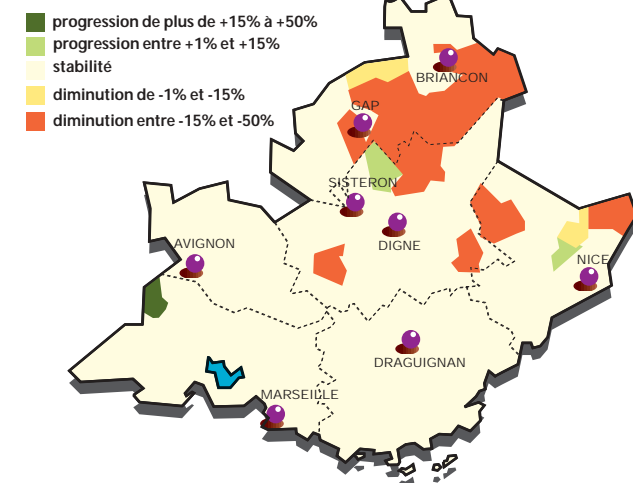 progression de plus de +15% à +50%
progression entre +1% et +15%
stabilité
diminution de -1% et -15%
diminution entre -15% et -50%
BRIANCON
GAP
SISTERON
DIGNE
AVIGNON
NICE
DRAGUIGNAN
MARSEILLE